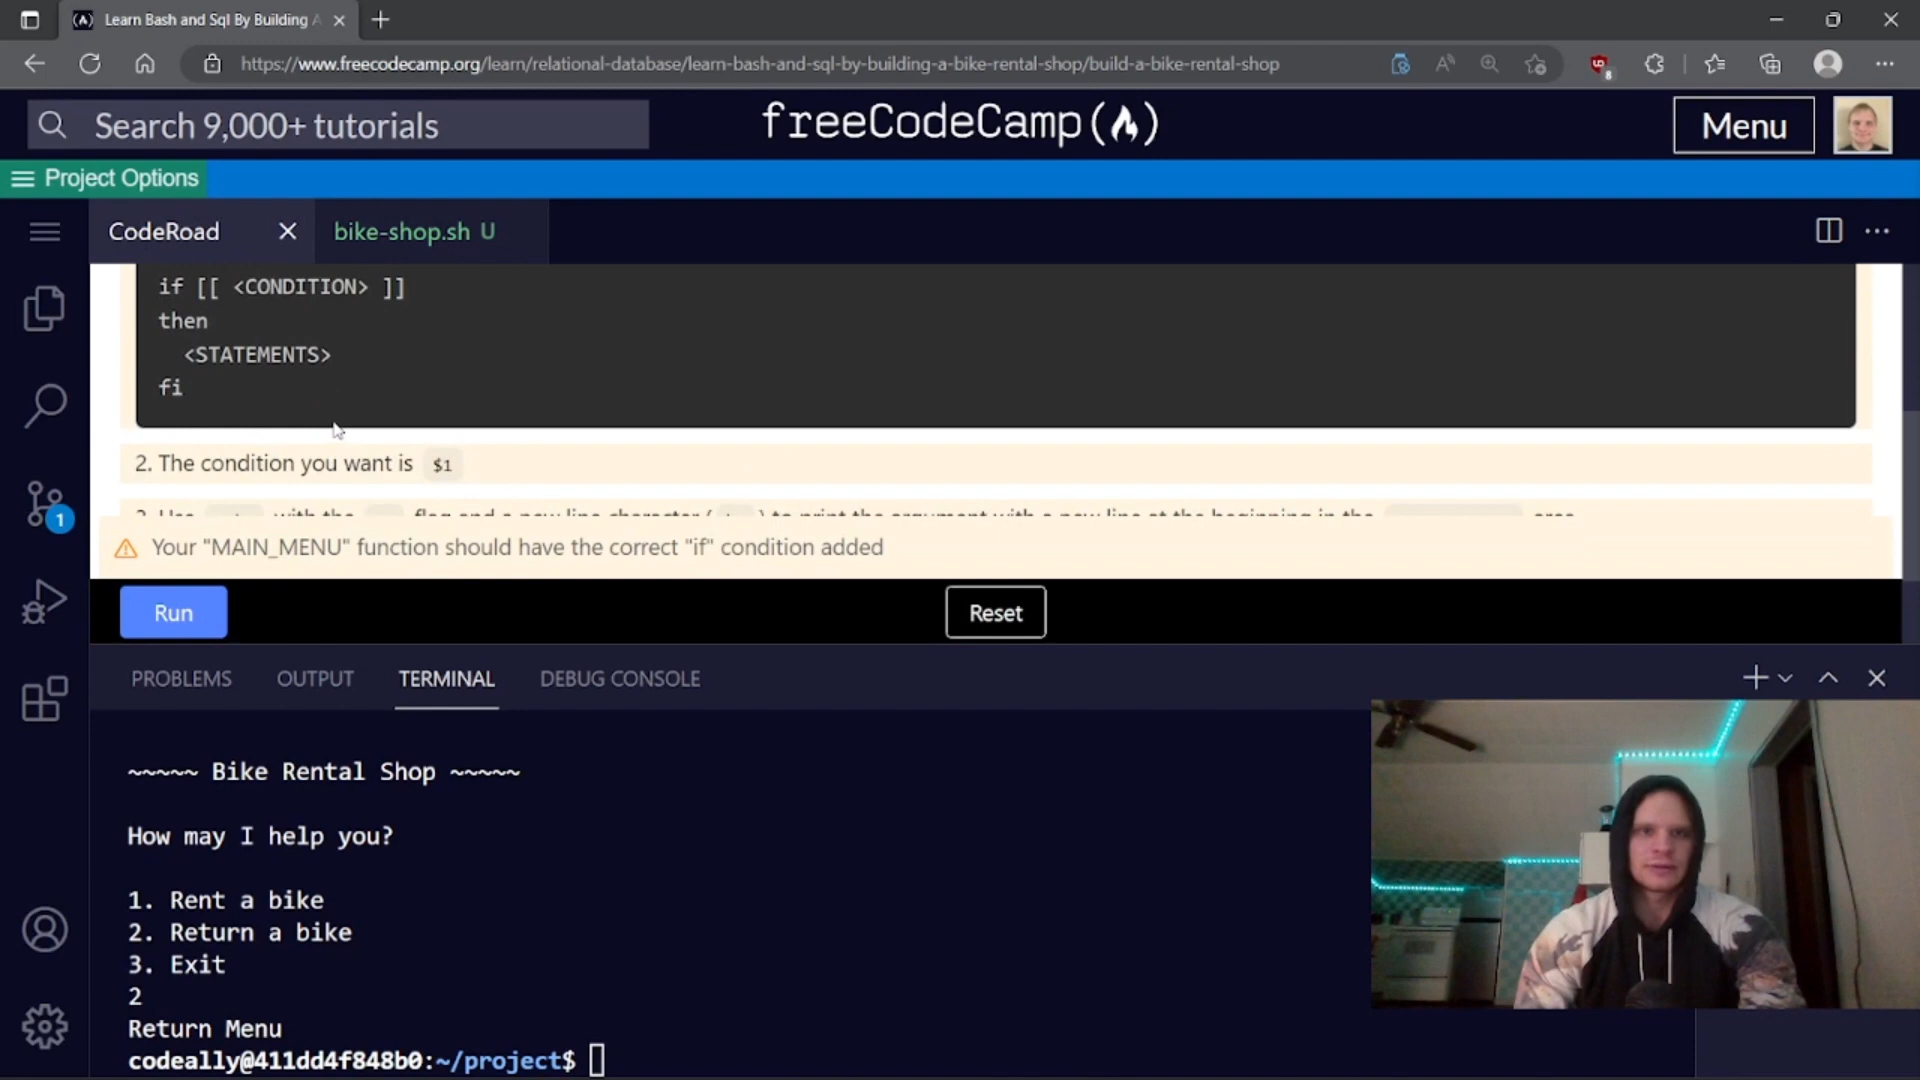 Learn Bash and Sql By Building A
https://www.freecodecamp.org/learn/relational-database/learn-bash-and-sql-by-building-a-bike-rental-shop/build-a-bike-rental-shop
8
Search 9,000+ tutorials
freeCodeCamp(🔥)
Menu
Project Options
CodeRoad
bike-shop.sh U
if [[ <CONDITION> ]]
then
<STATEMENTS>
fi
2. The condition you want is $1
Your "MAIN_MENU" function should have the correct "if" condition added
1
Run
Reset
PROBLEMS OUTPUT TERMINAL DEBUG CONSOLE
~~~~~ Bike Rental Shop ~~~~~
How may I help you?
1. Rent a bike
2. Return a bike
3. Exit
2
Return Menu
codeally@411dd4f848b0:~/project$